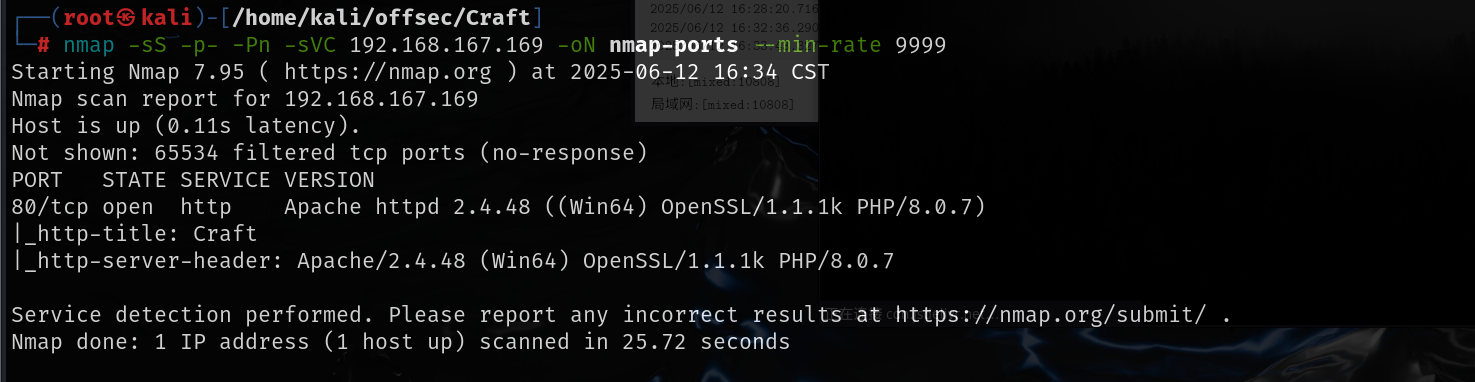 ┌──(root㉿kali)-[/home/kali/offsec/Craft]
└─# nmap -sS -p- -Pn -sVC 192.168.167.169 -oN nmap-ports --min-rate 9999
Starting Nmap 7.95 ( https://nmap.org ) at 2025-06-12 16:34 CST
Nmap scan report for 192.168.167.169
Host is up (0.11s latency).
Not shown: 65534 filtered tcp ports (no-response)
PORT   STATE SERVICE VERSION
80/tcp open  http    Apache httpd 2.4.48 ((Win64) OpenSSL/1.1.1k PHP/8.0.7)
|_http-title: Craft
|_http-server-header: Apache/2.4.48 (Win64) OpenSSL/1.1.1k PHP/8.0.7
Service detection performed. Please report any incorrect results at https://nmap.org/submit/ .
Nmap done: 1 IP address (1 host up) scanned in 25.72 seconds
2025/06/12 16:28:20.716
2025/06/12 16:32:36.290
本地:[mixed:10808]
局域网:[mixed:10808]